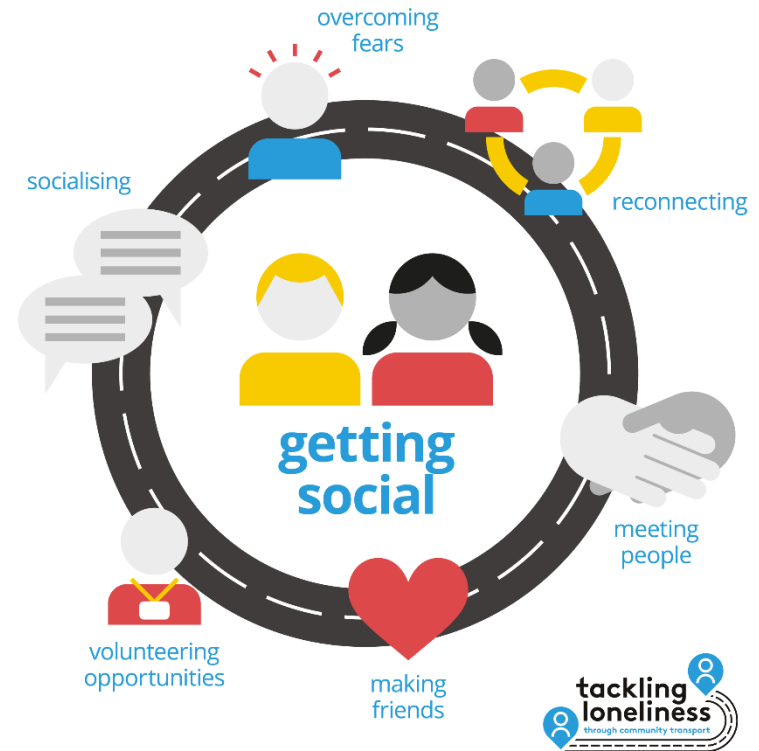 overcoming
fears
reconnecting
socialising
getting
social
meeting
people
making
friends
volunteering
opportunities
tackling
loneliness
through community transport